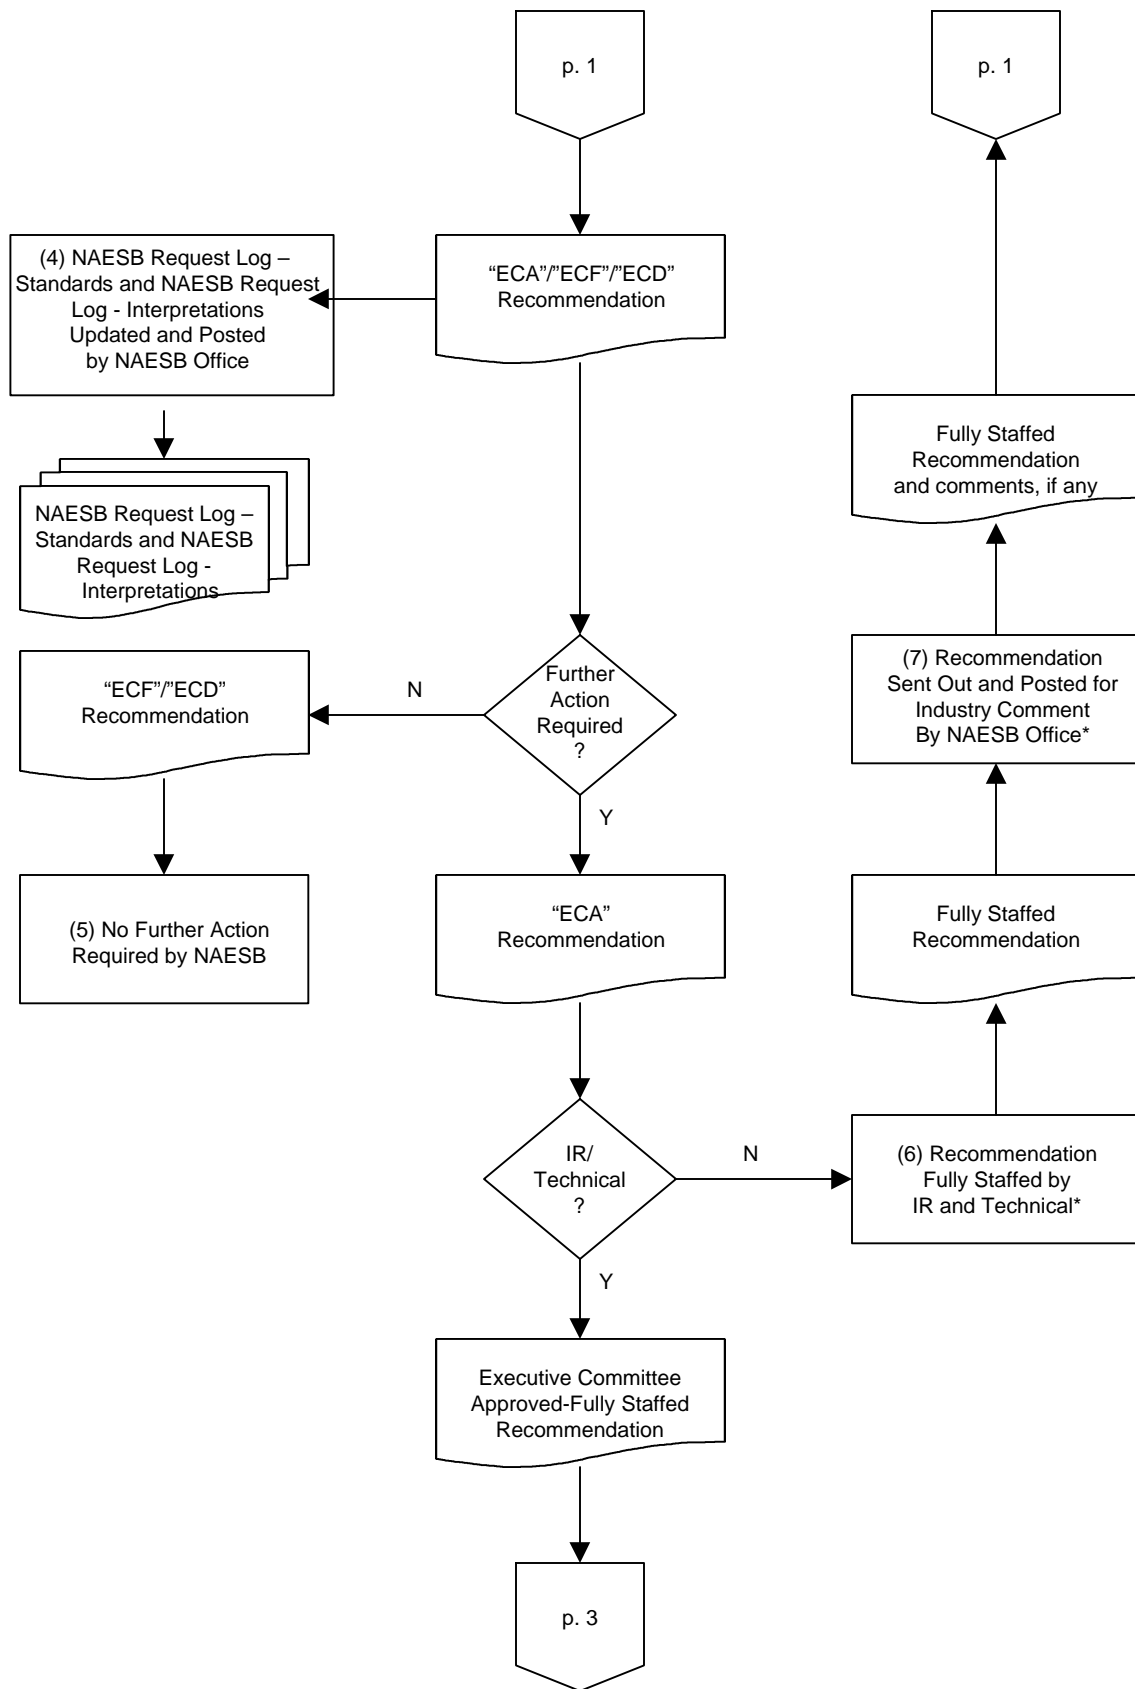 p. 1
p. 1
(4) NAESB Request Log –
Standards and NAESB Request
Log - Interpretations
Updated and Posted
by NAESB Office
“ECA”/”ECF”/”ECD”
Recommendation
Fully Staffed
Recommendation
and comments, if any
NAESB Request Log –
Standards and NAESB
Request Log -
Interpretations
“ECF”/”ECD”
Recommendation
N
Further
Action
Required
?
Y
(7) Recommendation
Sent Out and Posted for
Industry Comment
By NAESB Office*
(5) No Further Action
Required by NAESB
“ECA”
Recommendation
Fully Staffed
Recommendation
IR/
Technical
?
N
Y
(6) Recommendation
Fully Staffed by
IR and Technical*
Executive Committee
Approved-Fully Staffed
Recommendation
p. 3